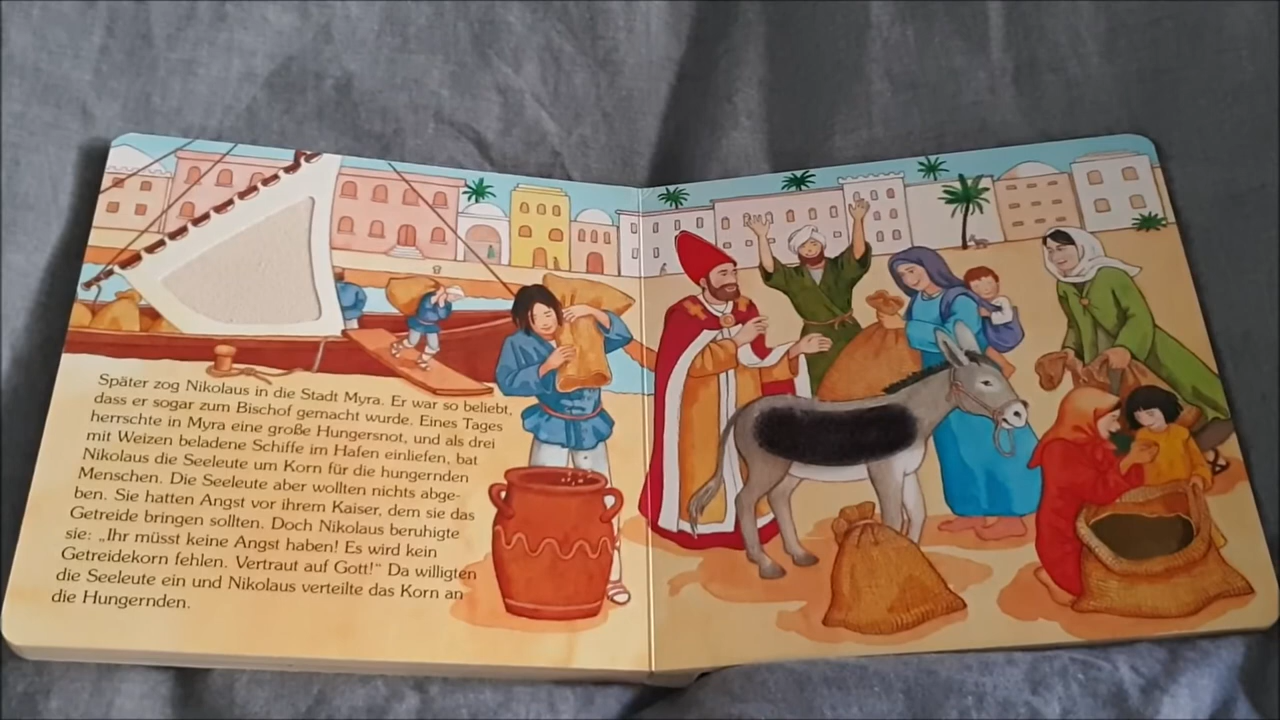 Später zog Nikolaus in die Stadt Myra. Er war so beliebt,
dass er sogar zum Bischof gemacht wurde. Eines Tages
herrschte in Myra eine große Hungersnot, und als drei
mit Weizen beladene Schiffe im Hafen einliefen, bat
Nikolaus die Seeleute um Korn für die hungernden
Menschen. Die Seeleute aber wollten nichts abge-
ben. Sie hatten Angst vor ihrem Kaiser, dem sie das
Getreide bringen sollten. Doch Nikolaus beruhigte
sie: „Ihr müsst keine Angst haben! Es wird kein
Getreidekorn fehlen. Vertraut auf Gott!“ Da willigten
die Seeleute ein und Nikolaus verteilte das Korn an
die Hungernden.